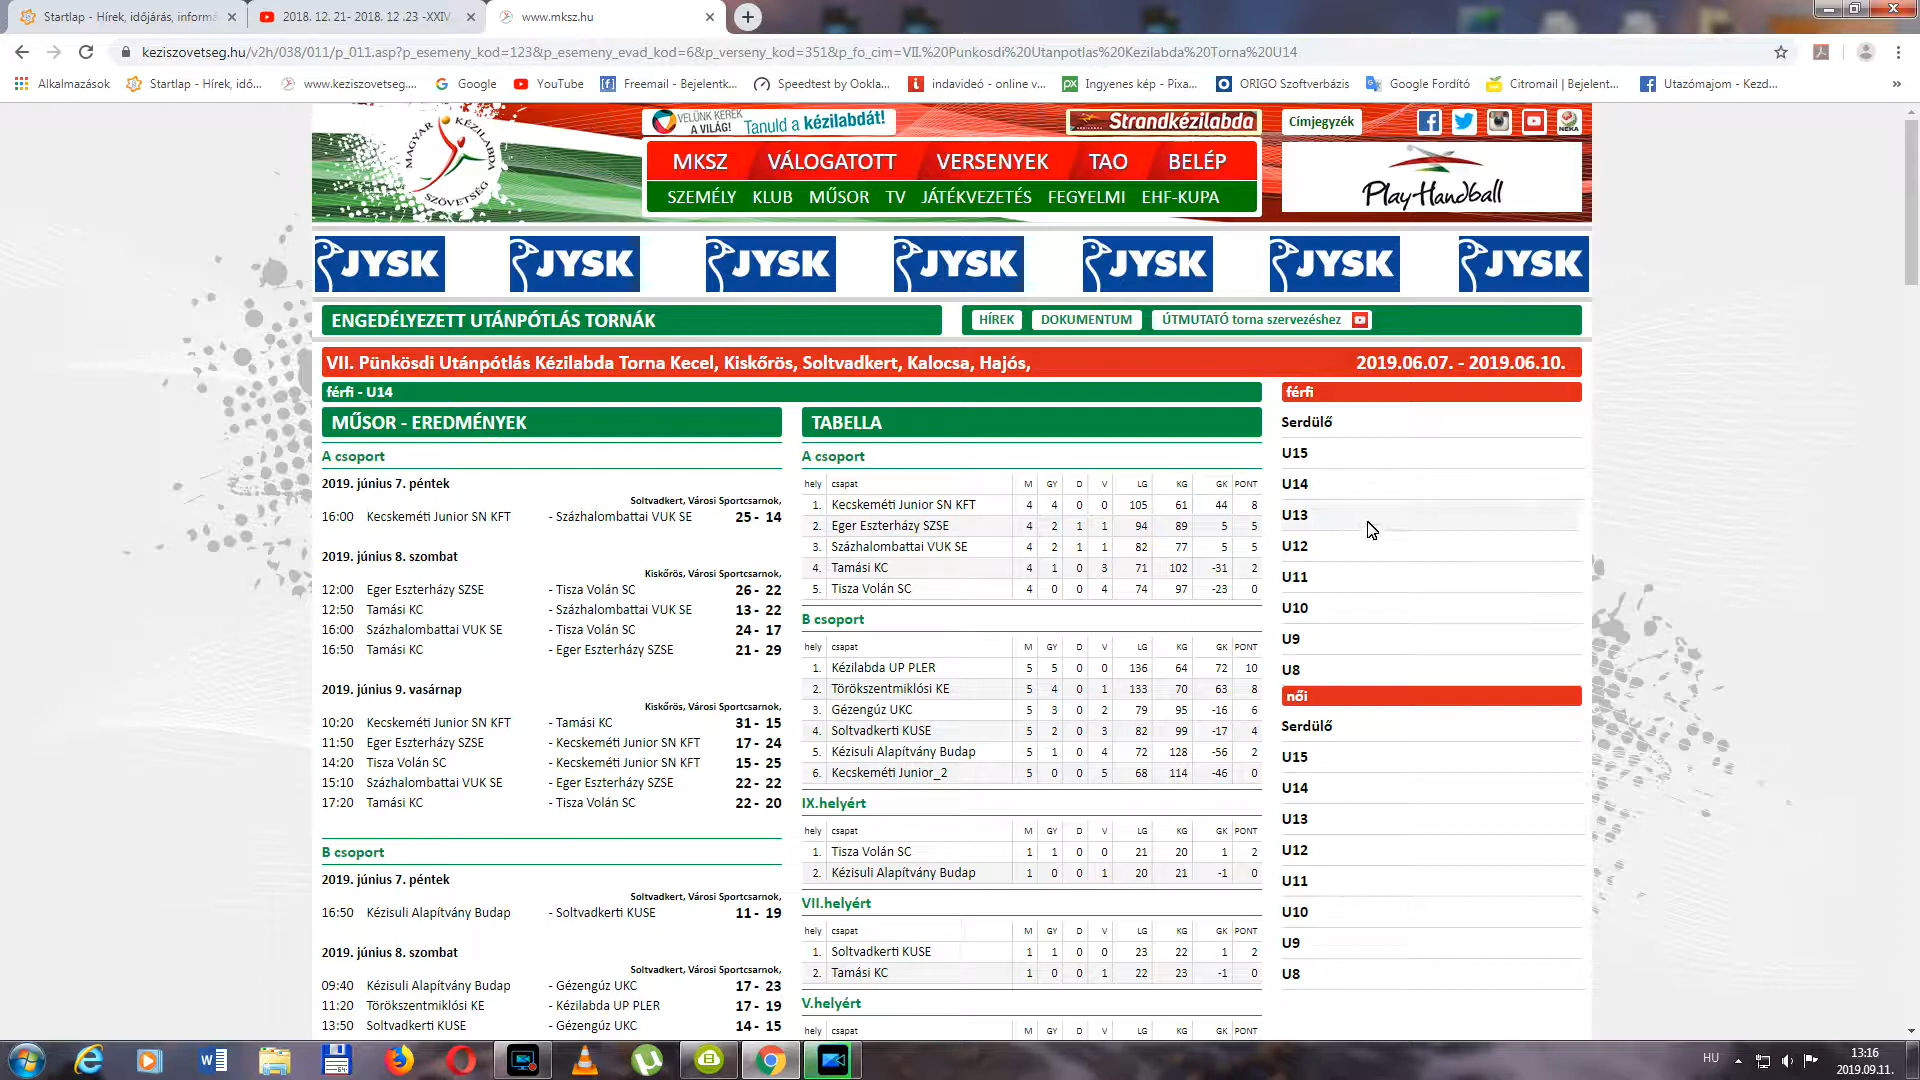 Startlap - Hírek, időjárás, informá
2018. 12. 21- 2018. 12 .23 -XXIV
www.mksz.hu
keziszovetseg.hu/v2h/038/011/p_011.asp?p_esemeny_kod=123&p_esemeny_evad_kod=6&p_verseny_kod=351&p_fo_cim=VII.%20Punkosdi%20Utanpotlas%20Kezilabda%20Torna%20U14
Alkalmazások
Startlap - Hírek, idő...
www.keziszovetseg....
Google
YouTube
Freemail - Bejelentk...
Speedtest by Ookla...
indavideó - online v...
Ingyenes kép - Pixa...
ORIGO Szoftverbázis
Google Fordító
Citromail | Bejelent...
Utazómajom - Kezd...
MAGYAR KÉZILABDA SZÖVETSÉG
VELÜNK KEREK A VILÁG! Tanuld a kézilabdát!
Strandkézilabda
Címjegyzék
NEKA
MKSZ VÁLOGATOTT VERSENYEK TAO BELÉP
SZEMÉLY KLUB MŰSOR TV JÁTÉKVEZETÉS FEGYELMI EHF-KUPA
Play-Handball
JYSK JYSK JYSK JYSK JYSK JYSK JYSK
ENGEDÉLYEZETT UTÁNPÓTLÁS TORNÁK
HÍREK DOKUMENTUM ÚTMUTATÓ torna szervezéshez
VII. Pünkösdi Utánpótlás Kézilabda Torna Kecel, Kiskőrös, Soltvadkert, Kalocsa, Hajós, 2019.06.07. - 2019.06.10.
férfi - U14
MŰSOR - EREDMÉNYEK
A csoport
2019. június 7. péntek
Soltvadkert, Városi Sportcsarnok,
16:00 Kecskeméti Junior SN KFT - Százhalombattai VUK SE 25 - 14
2019. június 8. szombat
Kiskőrös, Városi Sportcsarnok,
12:00 Eger Eszterházy SZSE - Tisza Volán SC 26 - 22
12:50 Tamási KC - Százhalombattai VUK SE 13 - 22
16:00 Százhalombattai VUK SE - Tisza Volán SC 24 - 17
16:50 Tamási KC - Eger Eszterházy SZSE 21 - 29
2019. június 9. vasárnap
Kiskőrös, Városi Sportcsarnok,
10:20 Kecskeméti Junior SN KFT - Tamási KC 31 - 15
11:50 Eger Eszterházy SZSE - Kecskeméti Junior SN KFT 17 - 24
14:20 Tisza Volán SC - Kecskeméti Junior SN KFT 15 - 25
15:10 Százhalombattai VUK SE - Eger Eszterházy SZSE 22 - 22
17:20 Tamási KC - Tisza Volán SC 22 - 20
B csoport
2019. június 7. péntek
Soltvadkert, Városi Sportcsarnok,
16:50 Kézisuli Alapítvány Budap - Soltvadkerti KUSE 11 - 19
2019. június 8. szombat
Soltvadkert, Városi Sportcsarnok,
09:40 Kézisuli Alapítvány Budap - Gézengúz UKC 17 - 23
11:20 Törökszentmiklósi KE - Kézilabda UP PLER 17 - 19
13:50 Soltvadkerti KUSE - Gézengúz UKC 14 - 15
TABELLA
A csoport
hely csapat M GY D V LG KG GK PONT
1. Kecskeméti Junior SN KFT 4 4 0 0 105 61 44 8
2. Eger Eszterházy SZSE 4 2 1 1 94 89 5 5
3. Százhalombattai VUK SE 4 2 1 1 82 77 5 5
4. Tamási KC 4 1 0 3 71 102 -31 2
5. Tisza Volán SC 4 0 0 4 74 97 -23 0
B csoport
hely csapat M GY D V LG KG GK PONT
1. Kézilabda UP PLER 5 5 0 0 136 64 72 10
2. Törökszentmiklósi KE 5 4 0 1 133 70 63 8
3. Gézengúz UKC 5 3 0 2 79 95 -16 6
4. Soltvadkerti KUSE 5 2 0 3 82 99 -17 4
5. Kézisuli Alapítvány Budap 5 1 0 4 72 128 -56 2
6. Kecskeméti Junior_2 5 0 0 5 68 114 -46 0
IX.helyért
hely csapat M GY D V LG KG GK PONT
1. Tisza Volán SC 1 1 0 0 21 20 1 2
2. Kézisuli Alapítvány Budap 1 0 0 1 20 21 -1 0
VII.helyért
hely csapat M GY D V LG KG GK PONT
1. Soltvadkerti KUSE 1 1 0 0 23 22 1 2
2. Tamási KC 1 0 0 1 22 23 -1 0
V.helyért
hely csapat M GY D V LG KG GK PONT
férfi
Serdülő
U15
U14
U13
U12
U11
U10
U9
U8
női
Serdülő
U15
U14
U13
U12
U11
U10
U9
U8
HU
13:16
2019.09.11.